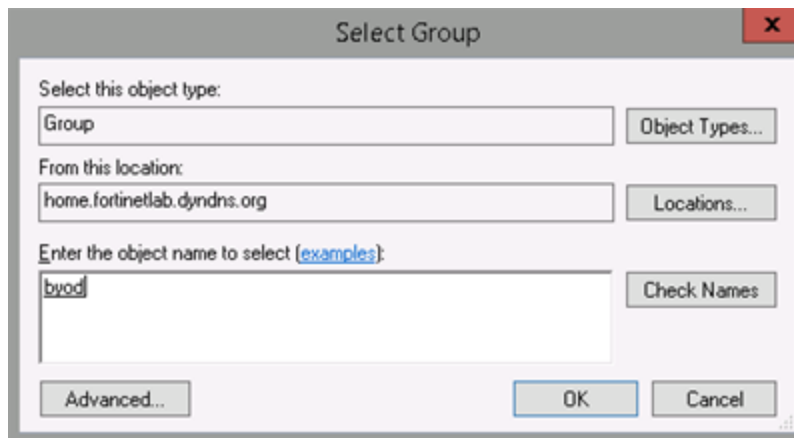 Select Group
x
Select this object type:
Group
Object Types...
From this location:
home.fortinetlab.dyndns.org
Locations...
Enter the object name to select (examples):
byod
Check Names
Advanced...
OK
Cancel